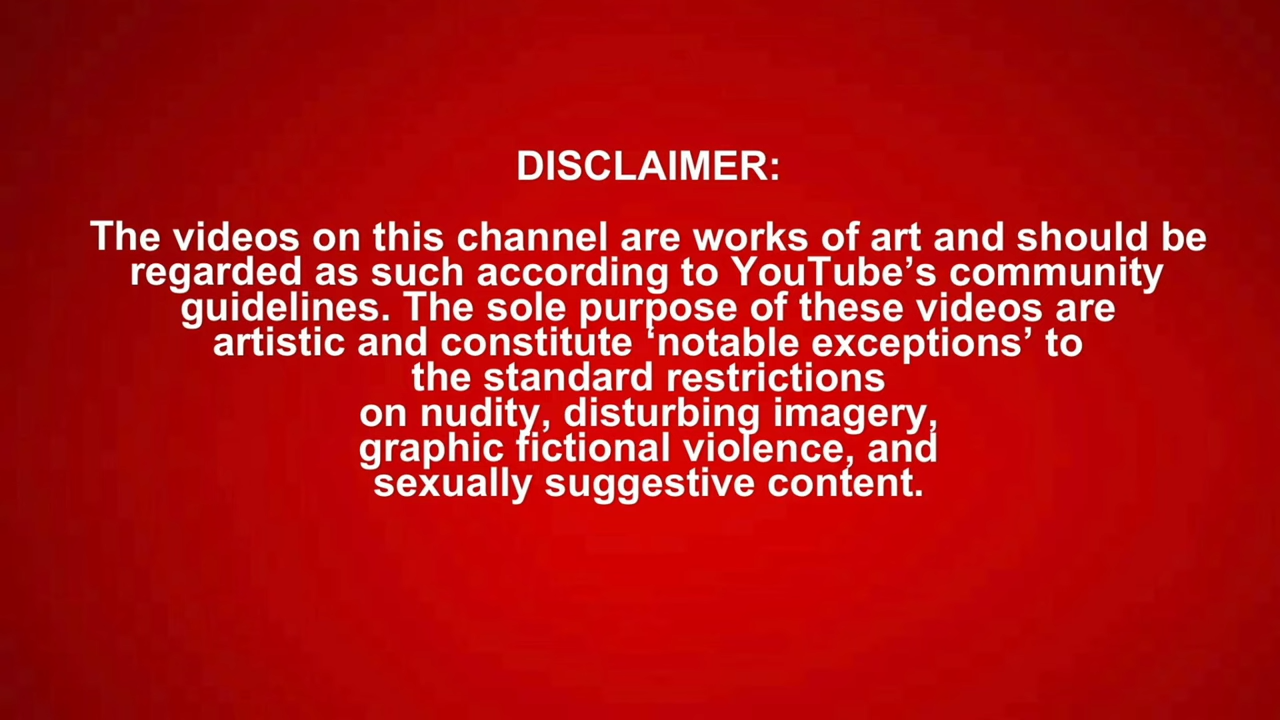 DISCLAIMER:
The videos on this channel are works of art and should be
regarded as such according to YouTube’s community
guidelines. The sole purpose of these videos are
artistic and constitute ‘notable exceptions’ to
the standard restrictions
on nudity, disturbing imagery,
graphic fictional violence, and
sexually suggestive content.